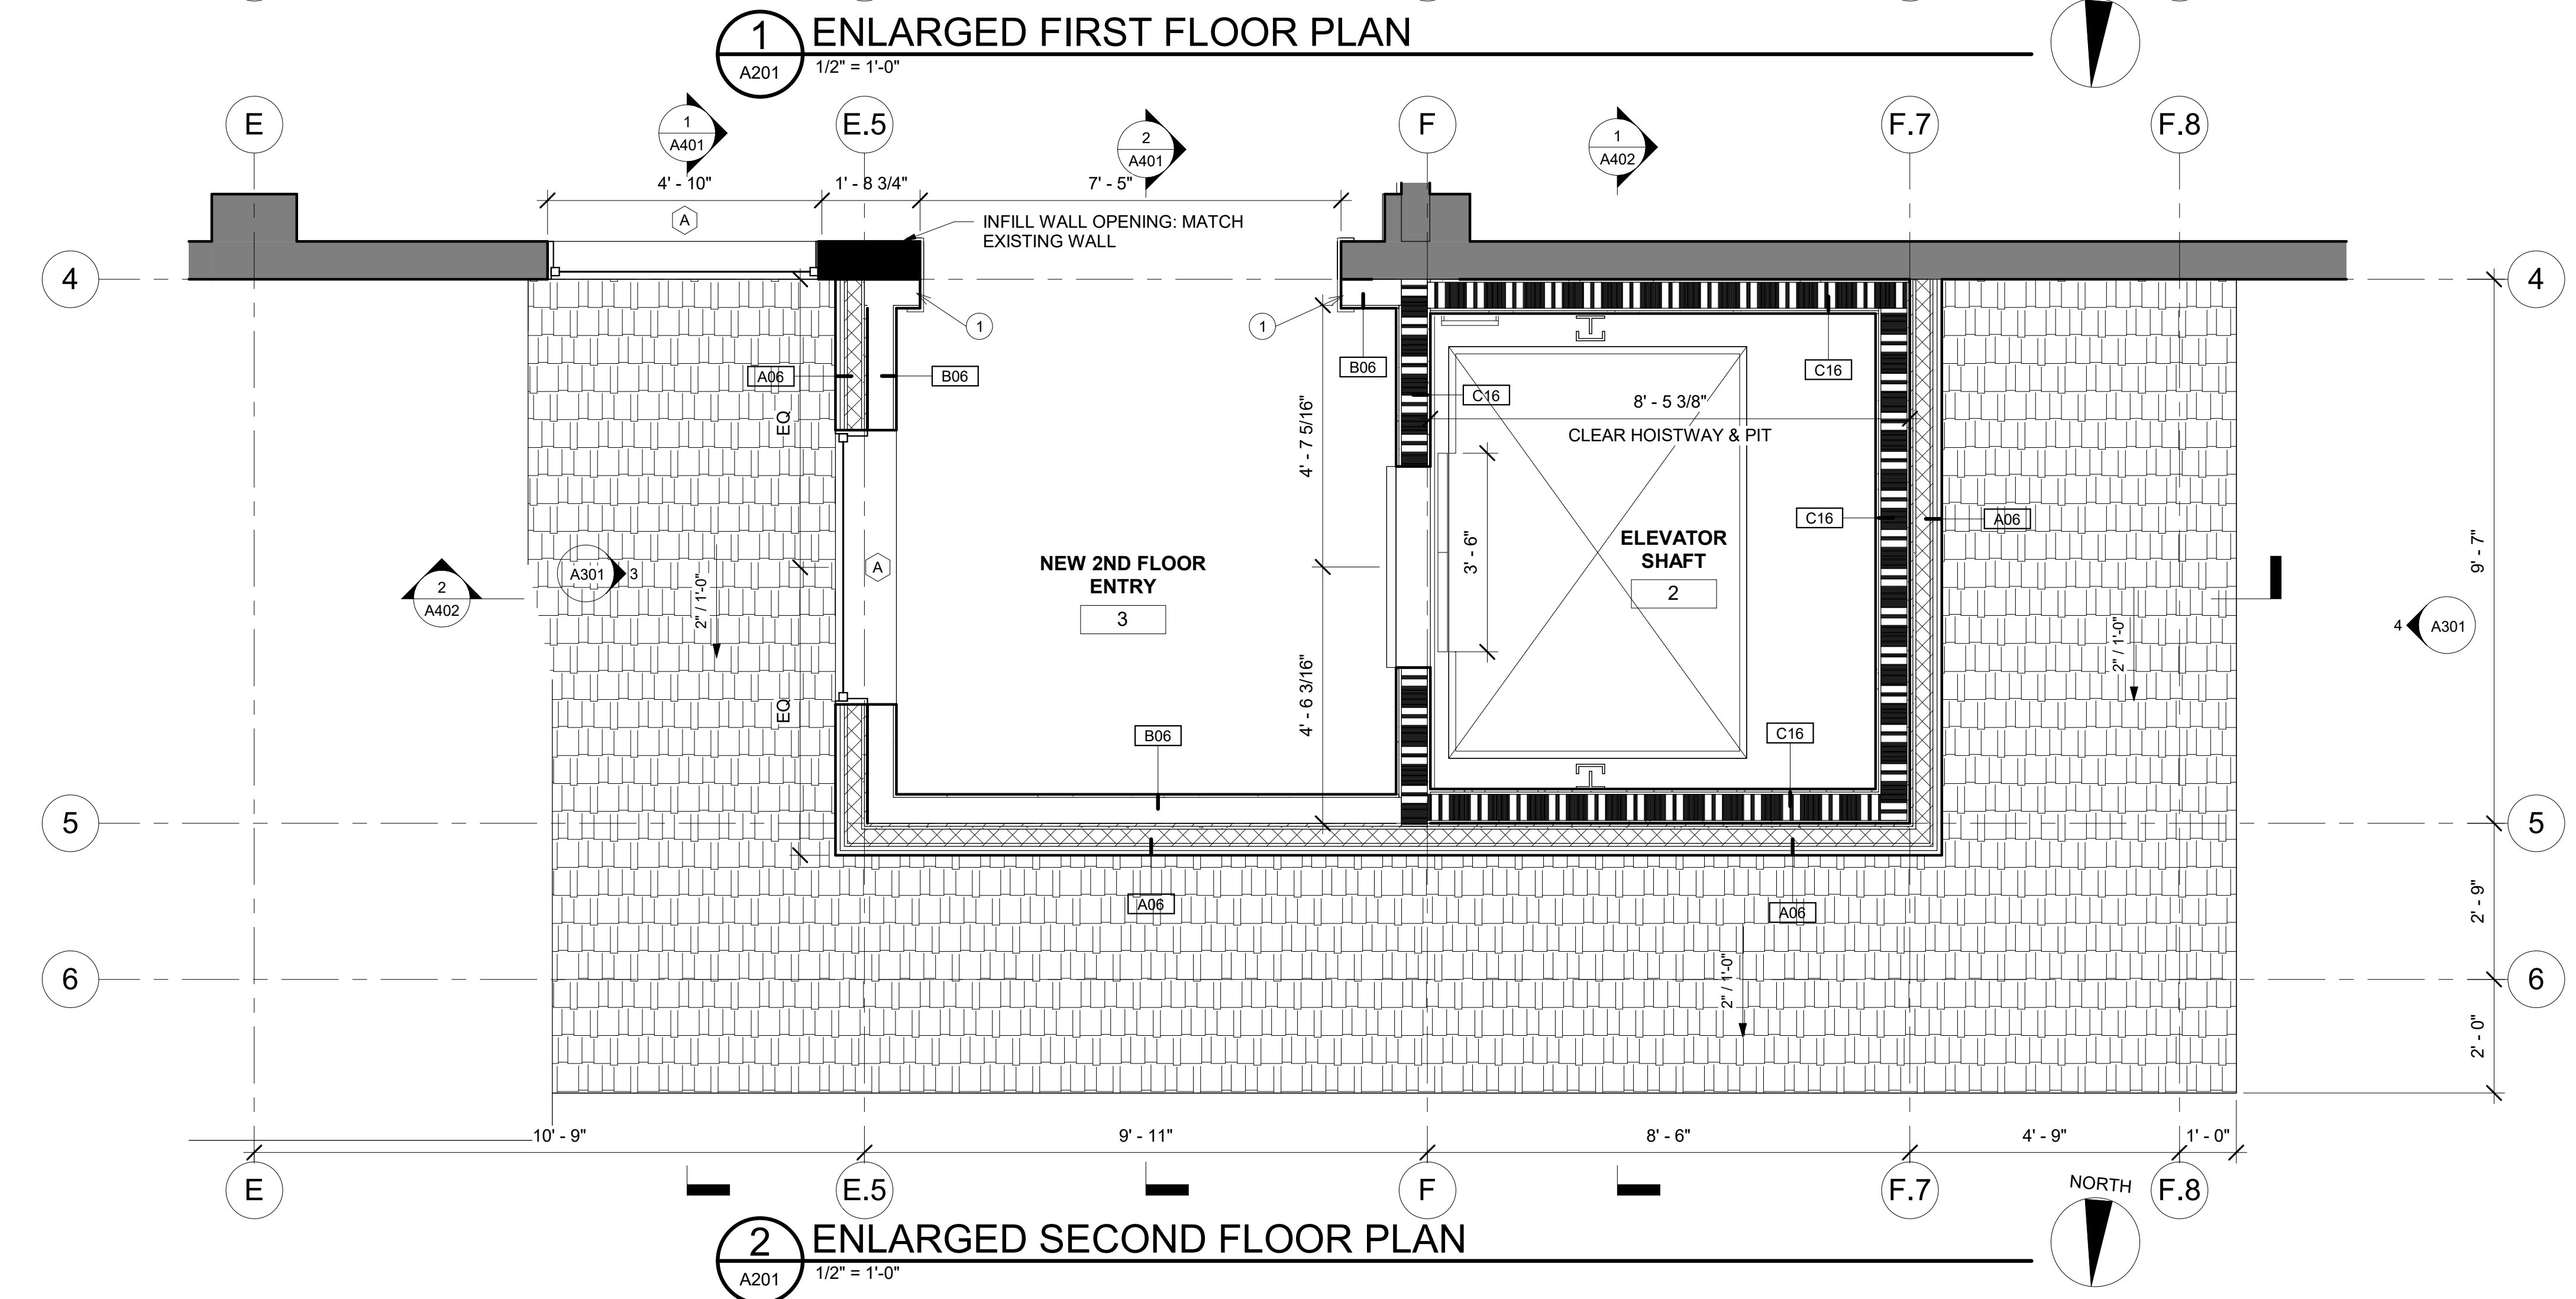 1
A201
ENLARGED FIRST FLOOR PLAN
1/2" = 1'-0"
E
1
A401
E.5
2
A401
F
1
A402
F.7
F.8
4' - 10"
1' - 8 3/4"
7' - 5"
A
INFILL WALL OPENING: MATCH
EXISTING WALL
4
4
1
1
A06
B06
B06
C16
C16
8' - 5 3/8"
CLEAR HOISTWAY & PIT
EQ
4' - 7 5/16"
C16
A06
3' - 6"
ELEVATOR
SHAFT
2
NEW 2ND FLOOR
ENTRY
3
A
2
A402
A301
3
2" / 1'-0"
9' - 7"
2" / 1'-0"
4
A301
EQ
4' - 6 3/16"
B06
C16
5
5
A06
A06
2' - 9"
6
6
2" / 1'-0"
2' - 0"
10' - 9"
9' - 11"
8' - 6"
4' - 9"
1' - 0"
E
E.5
F
F.7
F.8
NORTH
2
A201
ENLARGED SECOND FLOOR PLAN
1/2" = 1'-0"